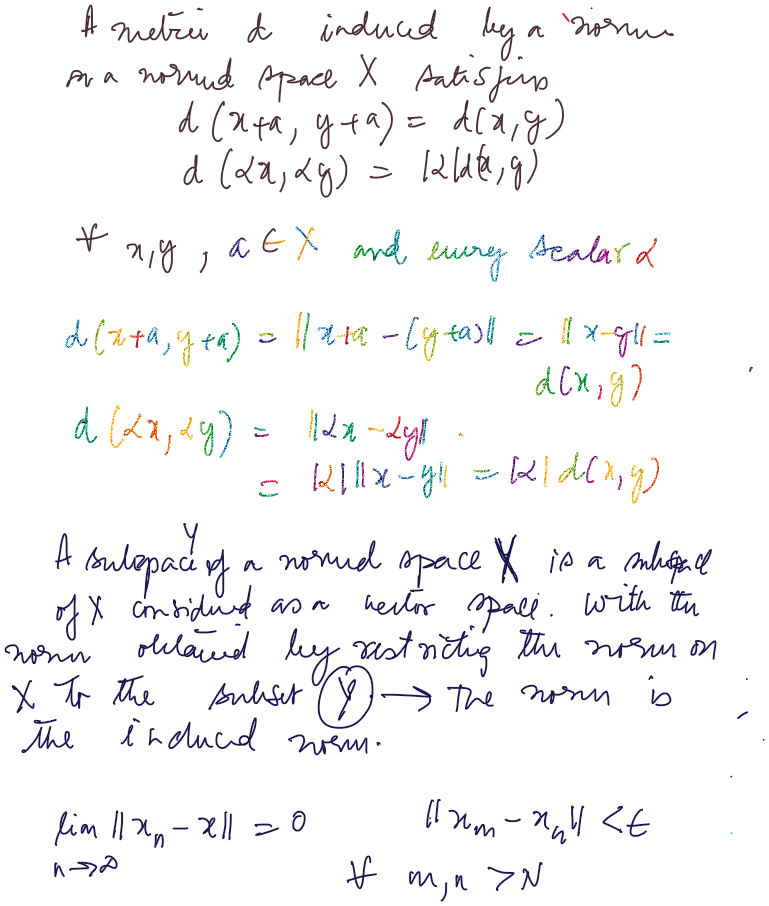 A metric d induced by a norm
on a normed space X satisfies
d(x+a, y+a) = d(x,y)
d(αx, αy) = |α|d(x,y)
∀ x,y, a ∈ X and every scalar α
d(x+a, y+a) = ||x+a-(y+a)|| = ||x-y|| =
d(x,y)
d(αx, αy) = ||αx-αy||
= |α| ||x-y|| = |α| d(x,y)
A subspace Y of a normed space X is a subspace
of X considered as a vector space. With the
norm obtained by restricting the norm on
X to the subset Y → The norm is
the induced norm.
lim ||xₙ - x|| = 0 ||xₘ - xₙ|| < ∈
n→∞ ∀ m,n > N